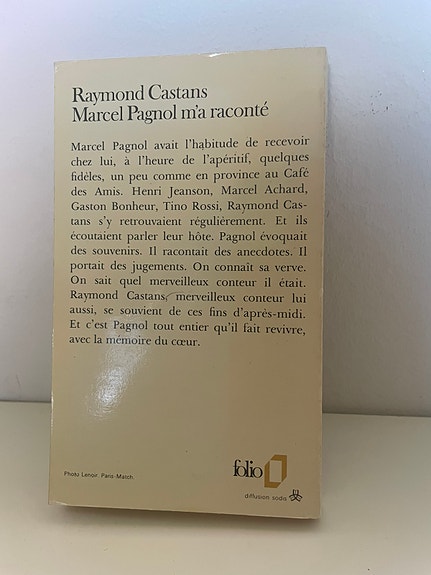 Raymond Castans
Marcel Pagnol m'a raconté
Marcel Pagnol avait l'habitude de recevoir
chez lui, à l'heure de l'apéritif, quelques
fidèles, un peu comme en province au Café
des Amis. Henri Jeanson, Marcel Achard,
Gaston Bonheur, Tino Rossi, Raymond Cas-
tans s'y retrouvaient régulièrement. Et ils
écoutaient parler leur hôte. Pagnol évoquait
des souvenirs. Il racontait des anecdotes. Il
portait des jugements. On connaît sa verve.
On sait quel merveilleux conteur il était.
Raymond Castans, merveilleux conteur lui
aussi, se souvient de ces fins d'après-midi.
Et c'est Pagnol tout entier qu'il fait revivre,
avec la mémoire du cœur.
folio
Photo Lenoir, Paris-Match
diffusion sodis